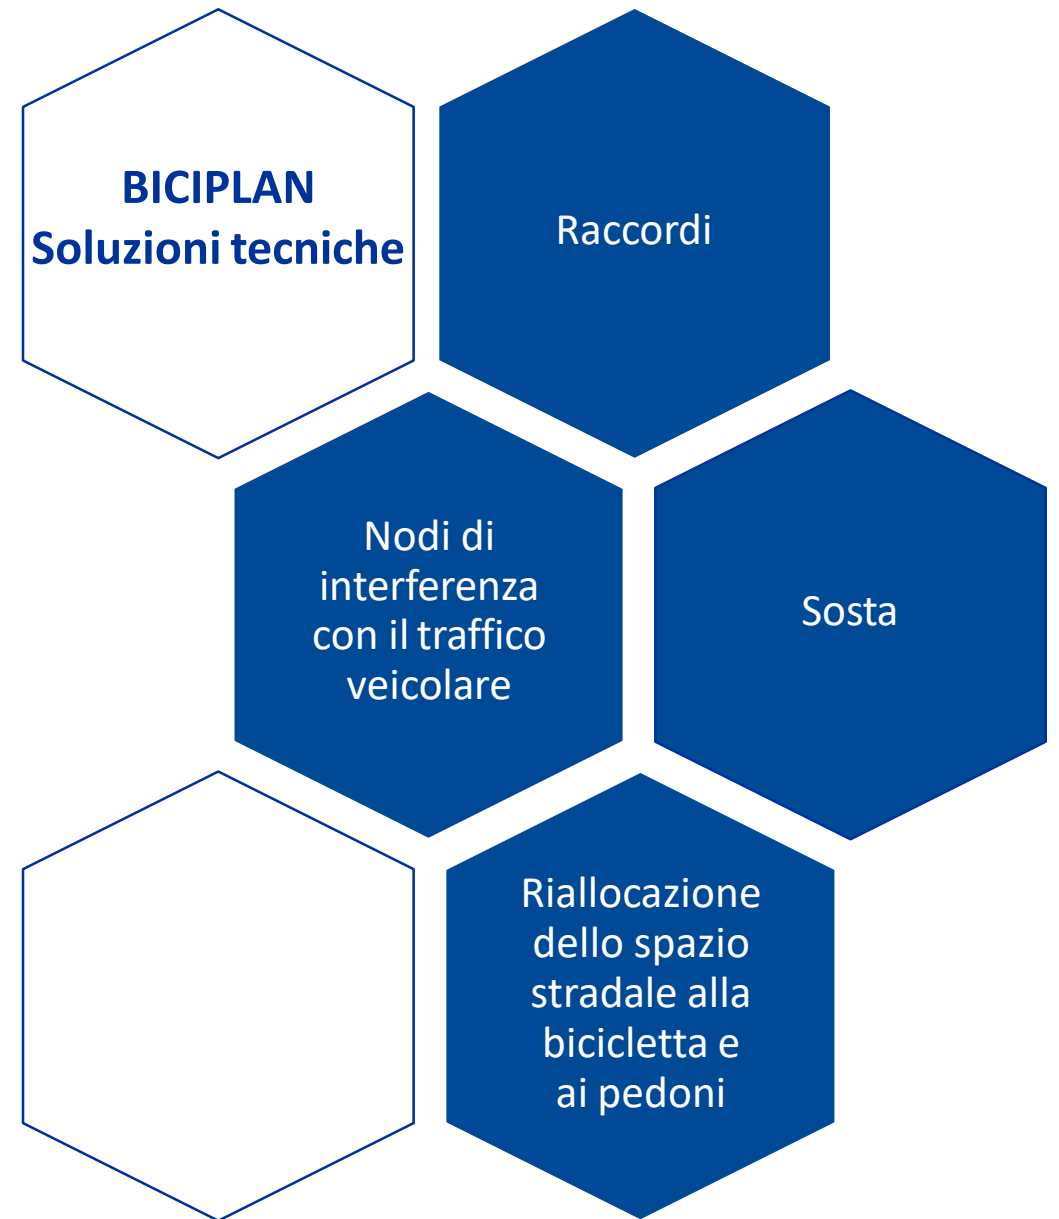 BICIPLAN
Soluzioni tecniche
Raccordi
Nodi di
interferenza
con il traffico
veicolare
Sosta
Riallocazione
dello spazio
stradale alla
bicicletta e
ai pedoni